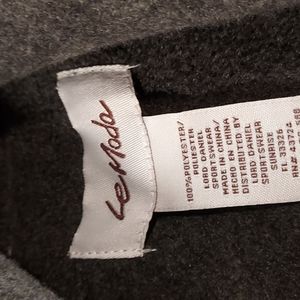 LeModa
100%POLYESTER/
POLIESTER
LORD DANIEL
SPORTSWEAR
MADE IN CHINA/
HECHO EN CHINA
DISTRIBUTED BY
LORD DANIEL
SPORTSWEAR
SUNRISE
FL 33326
RN# 43724